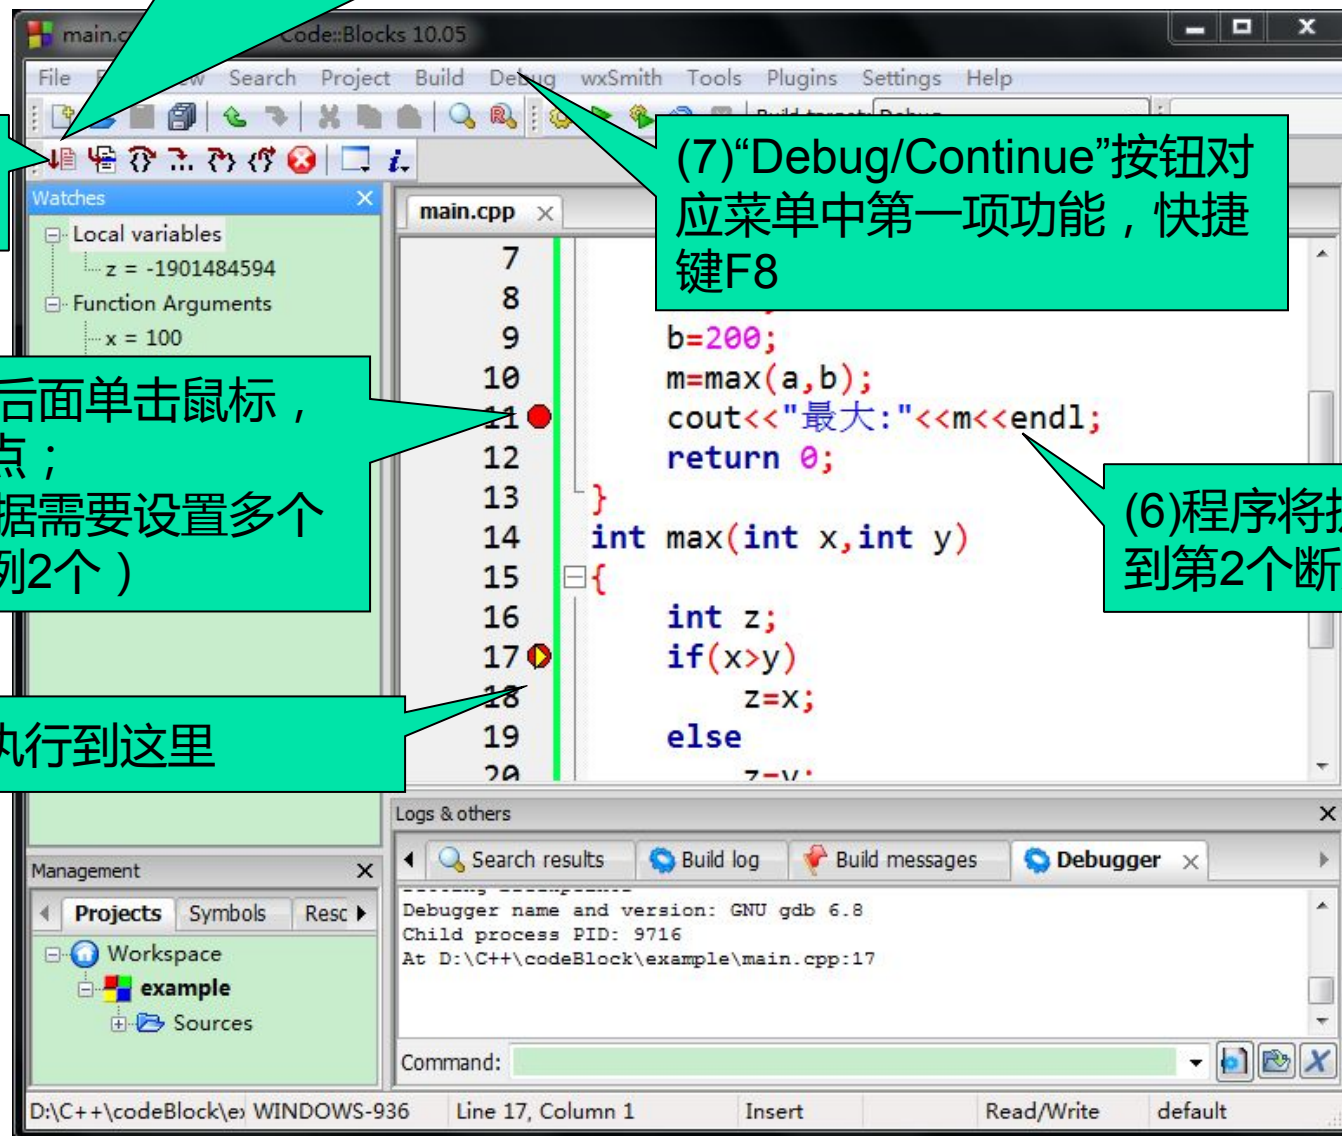 main.c Code::Blocks 10.05
File Search Project Build Debug wxSmith Tools Plugins Settings Help
(7)“Debug/Continue”按钮对
应菜单中第一项功能，快捷
键F8
Watches
Local variables
z = -1901484594
Function Arguments
x = 100
main.cpp
7
8
9 b=200;
10 m=max(a,b);
11 cout<<"最大:"<<m<<endl;
12 return 0;
13 }
14 int max(int x,int y)
15 {
16 int z;
17 if(x>y)
18 z=x;
19 else
20 z=y;
后面单击鼠标，
点；
据需要设置多个
例2个）
(6)程序将执
到第2个断
执行到这里
Logs & others
Search results Build log Build messages Debugger
Debugger name and version: GNU gdb 6.8
Child process PID: 9716
At D:\C++\codeBlock\example\main.cpp:17
Command:
Management
Projects Symbols Resc
Workspace
example
Sources
D:\C++\codeBlock\e WINDOWS-936 Line 17, Column 1 Insert Read/Write default